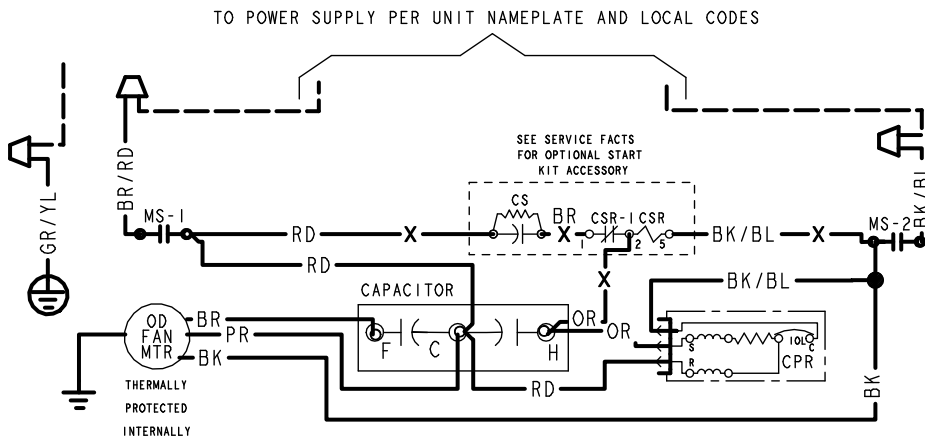 TO POWER SUPPLY PER UNIT NAMEPLATE AND LOCAL CODES
SEE SERVICE FACTS
FOR OPTIONAL START
KIT ACCESSORY
GR/YL
BR/RD
BK/BL
MS-1
CS
BR
CSR-1
CSR
MS-2
RD
X
X
1
2
5
BK/BL
X
RD
X
BK/BL
CAPACITOR
OD
FAN
MTR
BR
PR
BK
F
C
H
OR
OR
S
R
IOL
C
CPR
RD
BK
THERMALLY
PROTECTED
INTERNALLY